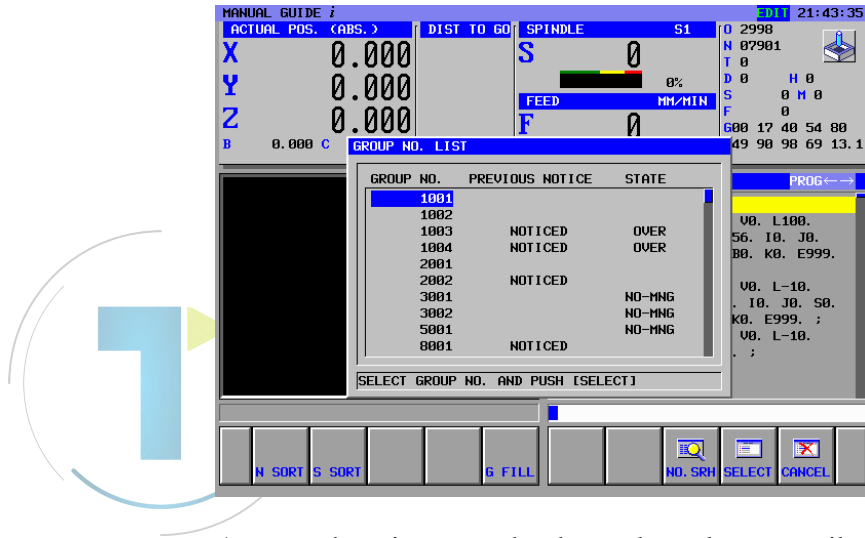 MANUAL GUIDE i EDIT 21:43:35
ACTUAL POS. (ABS.) DIST TO GO SPINDLE S1 O 2998
X 0.000 S 0 N 07901
T 0
Y 0.000 0% D 0 H 0
FEED MM/MIN S 0 M 0
Z 0.000 F 0 F 0
G00 17 40 54 80
B 0.000 C 49 90 98 69 13.1
GROUP NO. LIST
GROUP NO. PREVIOUS NOTICE STATE PROG←→
1001
1002 V0. L100.
1003 NOTICED OVER 56. I0. J0.
1004 NOTICED OVER B0. K0. E999.
2001
2002 NOTICED V0. L-10.
3001 NO-MNG . I0. J0. S0.
3002 NO-MNG K0. E999. ;
5001 NO-MNG V0. L-10.
8001 NOTICED . ;
SELECT GROUP NO. AND PUSH [SELECT]
N SORT S SORT G FILL NO.SRH SELECT CANCEL